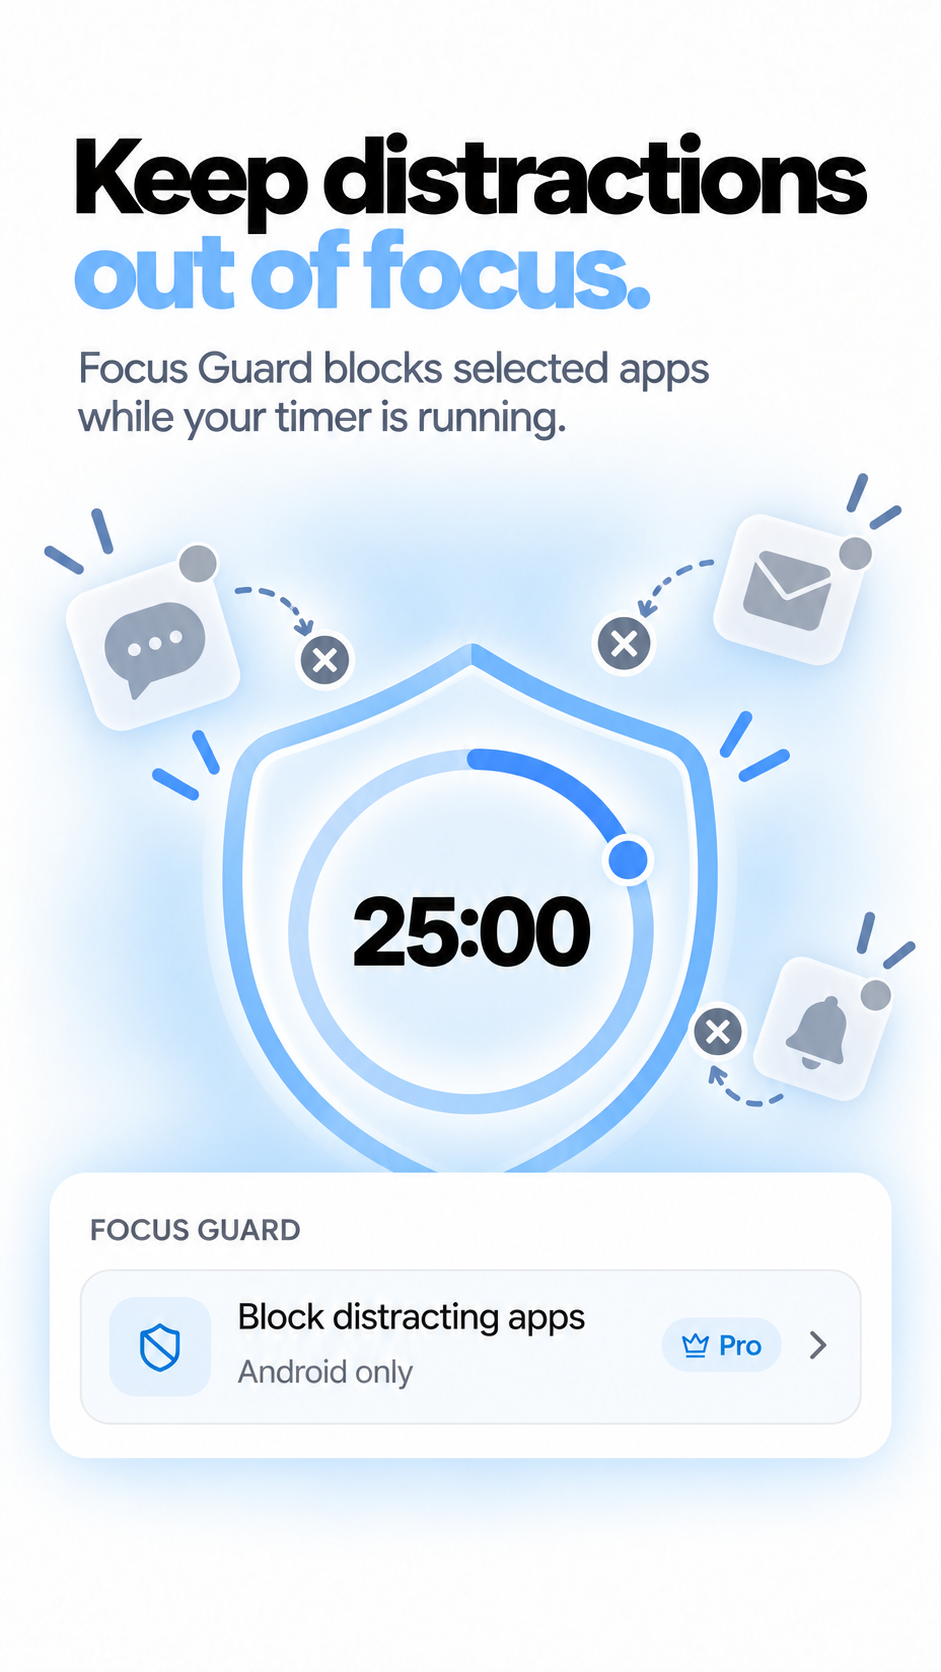 Keep distractions
out of focus.
Focus Guard blocks selected apps
while your timer is running.
25:00
FOCUS GUARD
Block distracting apps
Android only
Pro